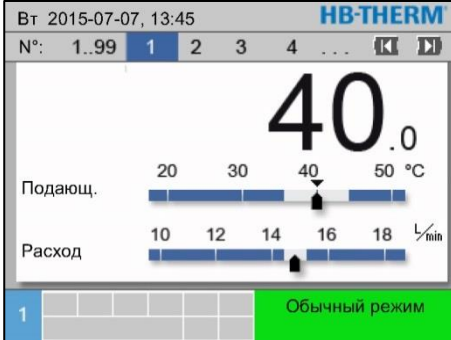 Вт 2015-07-07, 13:45 HB-THERM®
N°: 1..99 1 2 3 4 ...
40.0
20 30 40 50 °C
Подающ.
10 12 14 16 18 L/min
Расход
1 Обычный режим